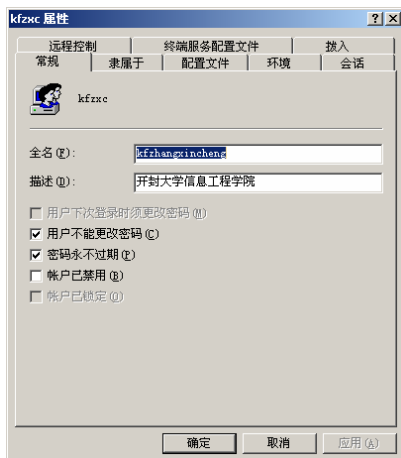 kfzxc 属性
远程控制 终端服务配置文件 拨入
常规 隶属于 配置文件 环境 会话
kfzxc
全名(F): kfzhangxincheng
描述(D): 开封大学信息工程学院
用户下次登录时须更改密码(M)
用户不能更改密码(C)
密码永不过期(P)
帐户已禁用(B)
帐户已锁定(O)
确定 取消 应用(A)